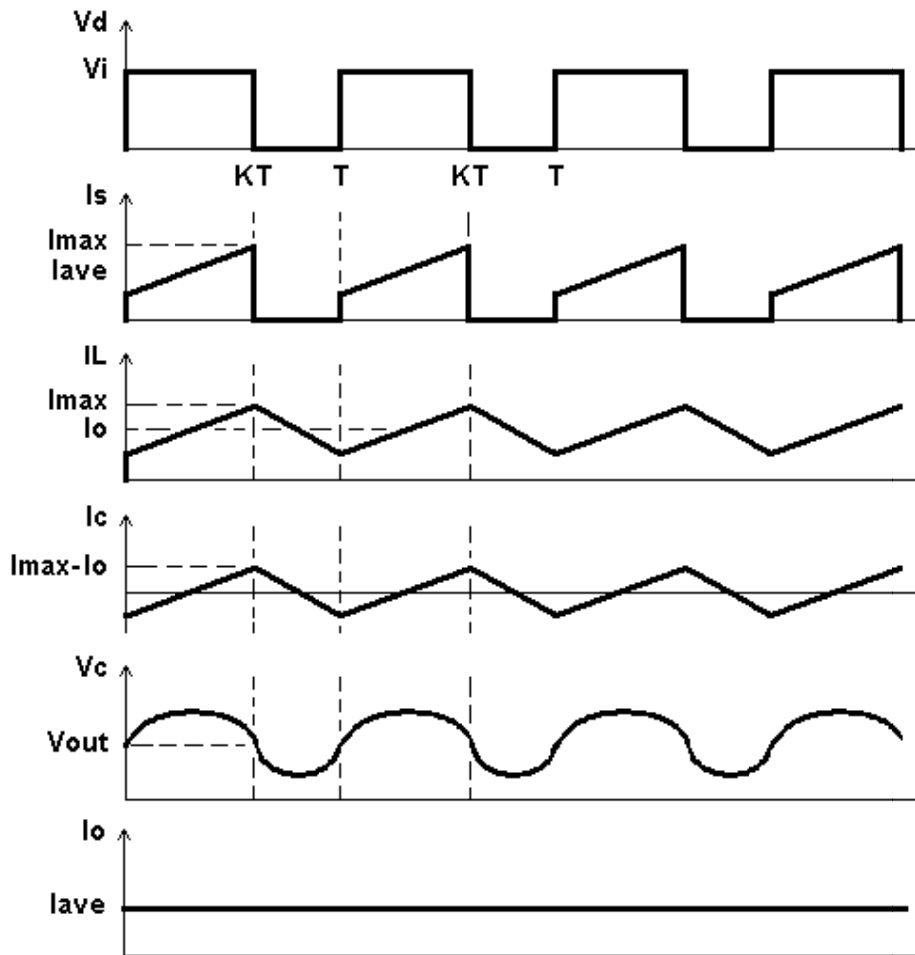 Vd
Vi
KT T KT T
Is
Imax
Iave
IL
Imax
Io
Ic
Imax-Io
Vc
Vout
Io
Iave